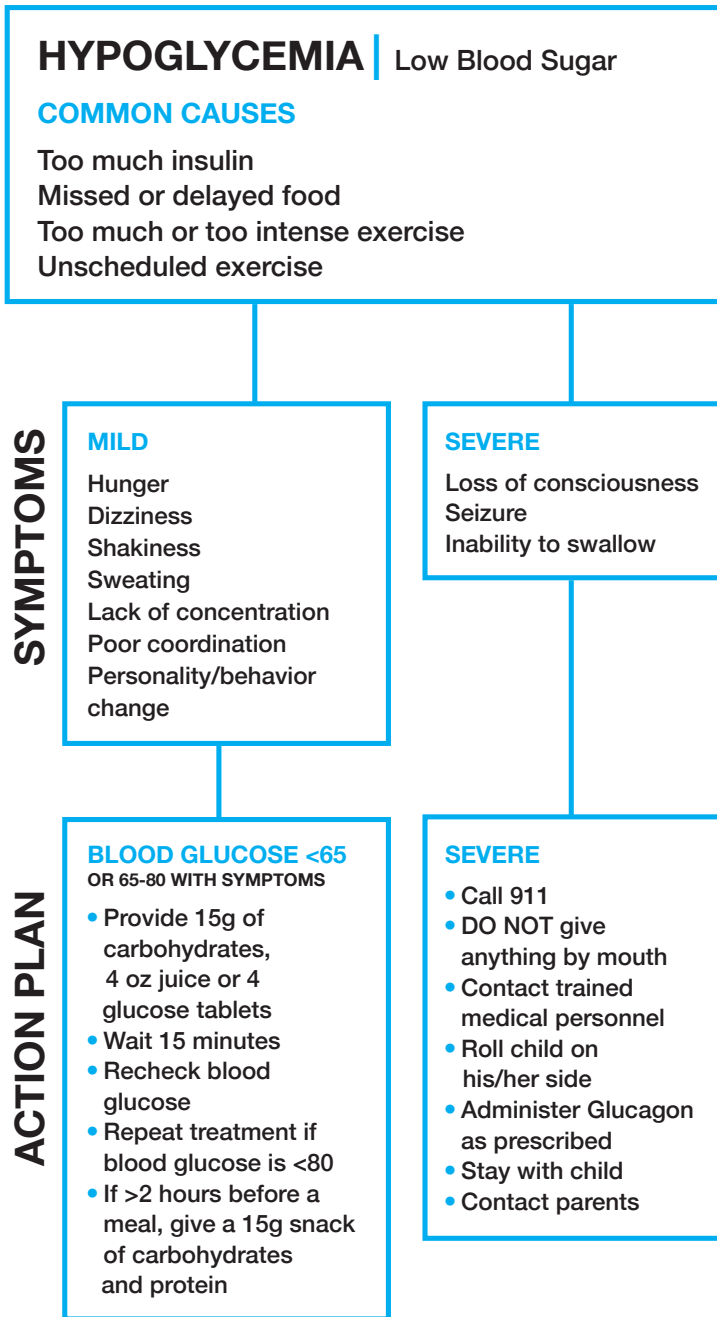 HYPOGLYCEMIA | Low Blood Sugar
COMMON CAUSES
Too much insulin
Missed or delayed food
Too much or too intense exercise
Unscheduled exercise
SYMPTOMS
MILD
Hunger
Dizziness
Shakiness
Sweating
Lack of concentration
Poor coordination
Personality/behavior
change
SEVERE
Loss of consciousness
Seizure
Inability to swallow
ACTION PLAN
BLOOD GLUCOSE <65
OR 65-80 WITH SYMPTOMS
• Provide 15g of
carbohydrates,
4 oz juice or 4
glucose tablets
• Wait 15 minutes
• Recheck blood
glucose
• Repeat treatment if
blood glucose is <80
• If >2 hours before a
meal, give a 15g snack
of carbohydrates
and protein
SEVERE
• Call 911
• DO NOT give
anything by mouth
• Contact trained
medical personnel
• Roll child on
his/her side
• Administer Glucagon
as prescribed
• Stay with child
• Contact parents